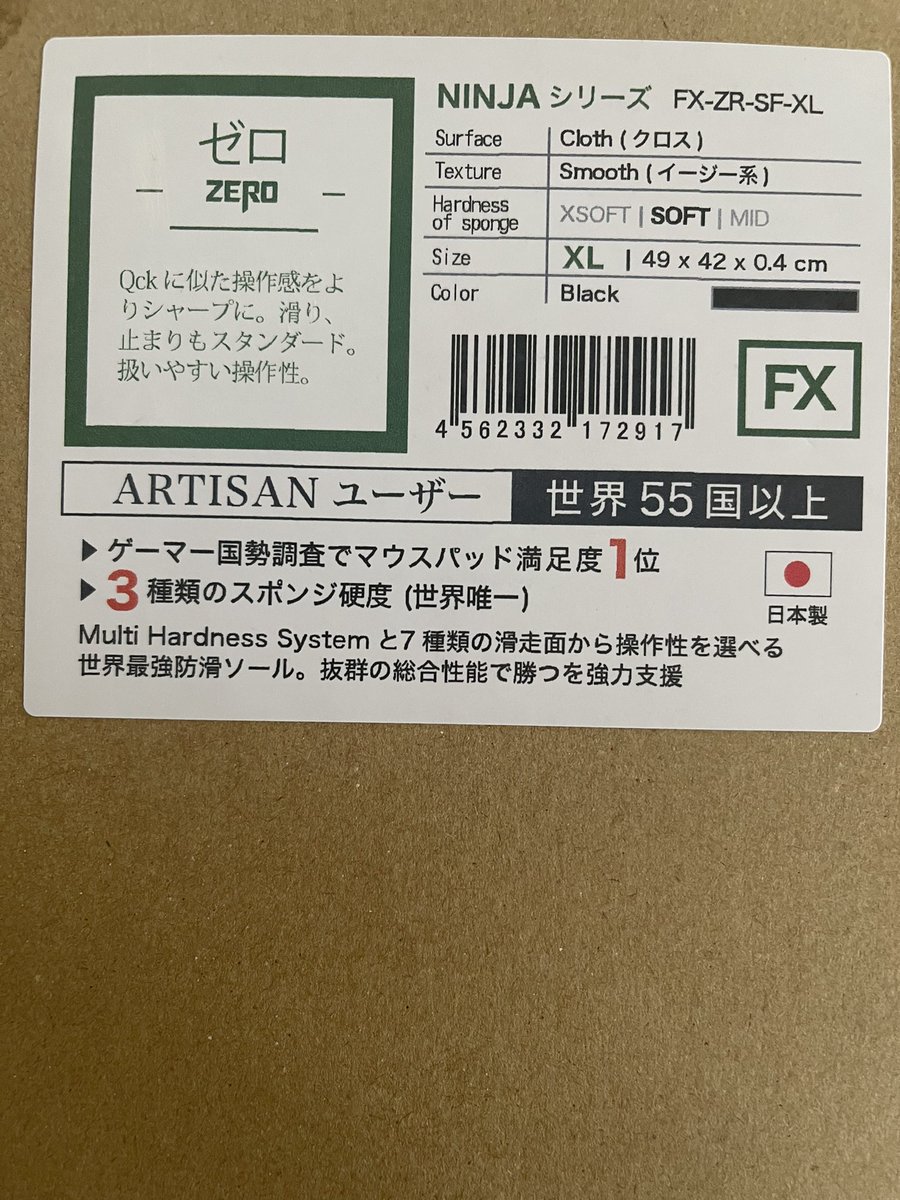 ゼロ
ZERO
Qck に似た操作感をよ
りシャープに。滑り、
止まりもスタンダード。
扱いやすい操作性。
NINJA シリーズ FX-ZR-SF-XL
Surface Cloth ( クロス )
Texture Smooth ( イージー系 )
Hardness
of sponge XSOFT | SOFT | MID
Size XL | 49 x 42 x 0.4 cm
Color Black
4 562332 172917
FX
ARTISAN ユーザー 世界 55 国以上
▶ ゲーマー国勢調査でマウスパッド満足度1位
▶ 3 種類のスポンジ硬度 (世界唯一)
日本製
Multi Hardness System と7 種類の滑走面から操作性を選べる
世界最強防滑ソール。抜群の総合性能で勝つを強力支援